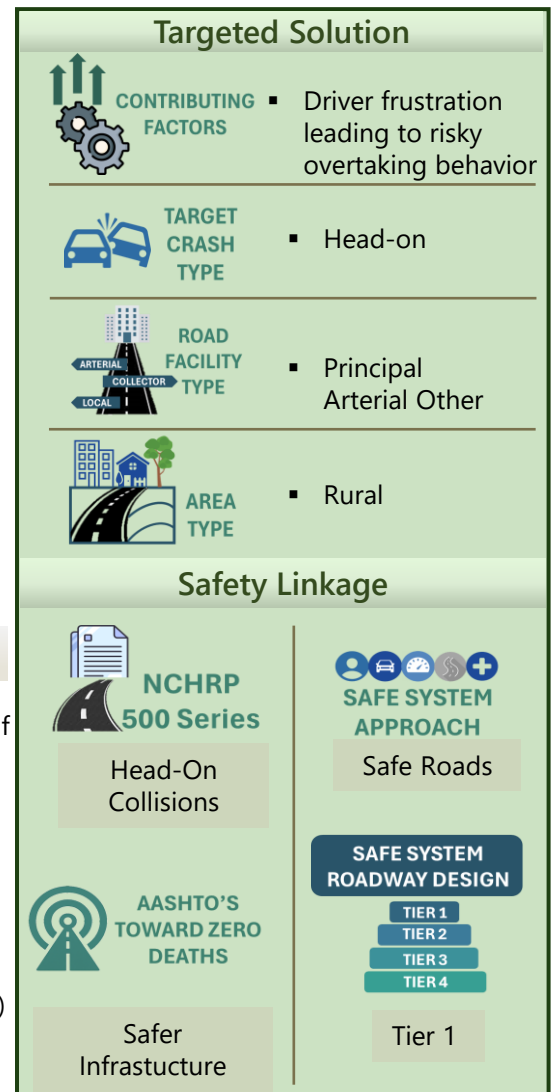 Targeted Solution
CONTRIBUTING
FACTORS
▪ Driver frustration
leading to risky
overtaking behavior
TARGET
CRASH
TYPE
▪ Head-on
ARTERIAL
COLLECTOR
LOCAL
ROAD
FACILITY
TYPE
▪ Principal
Arterial Other
AREA
TYPE
▪ Rural
Safety Linkage
NCHRP
500 Series
Head-On
Collisions
SAFE SYSTEM
APPROACH
Safe Roads
AASHTO'S
TOWARD ZERO
DEATHS
Safer
Infrastucture
SAFE SYSTEM
ROADWAY DESIGN
TIER 1
TIER 2
TIER 3
TIER 4
Tier 1
f
)